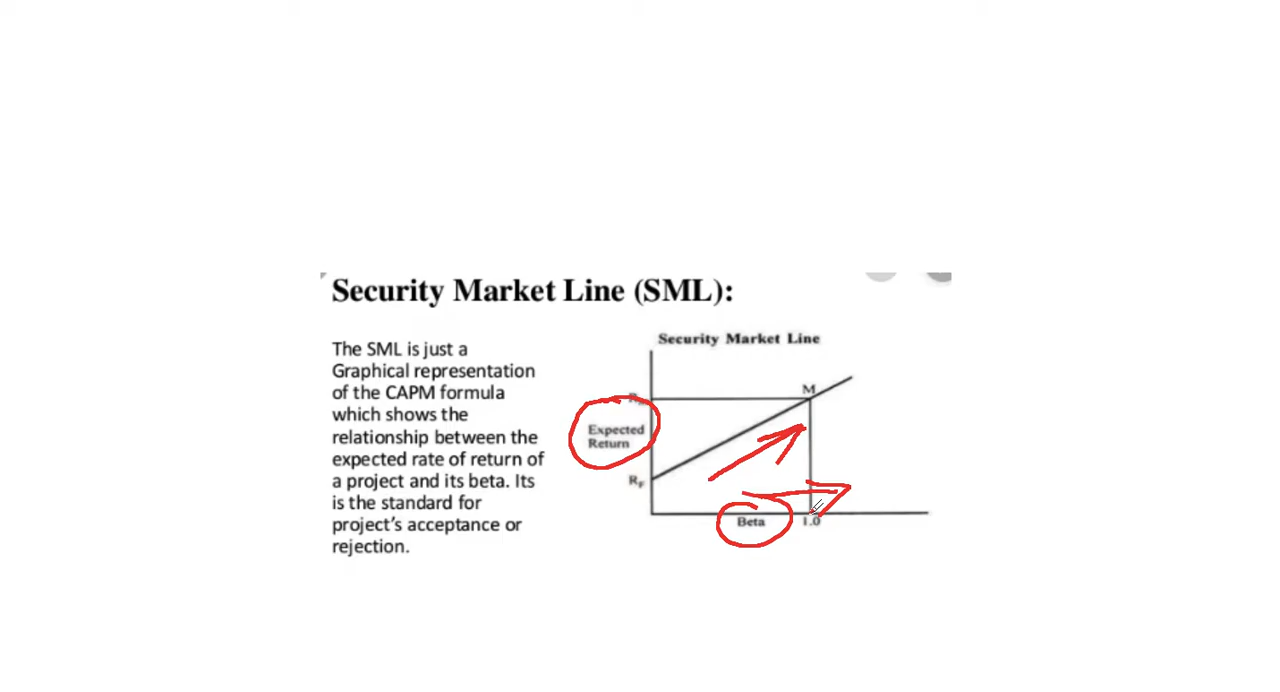 Security Market Line (SML):
The SML is just a
Graphical representation
of the CAPM formula
which shows the
relationship between the
expected rate of return of
a project and its beta. Its
is the standard for
project's acceptance or
rejection.
Security Market Line
M
Expected
Return
RF
Beta
1.0